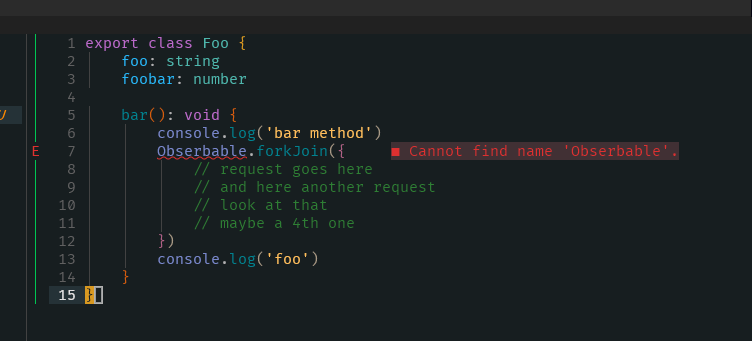 1 export class Foo {
2     foo: string
3     foobar: number
4
5     bar(): void {
6         console.log('bar method')
E 7         Obserbable.forkJoin({     ■ Cannot find name 'Obserbable'.
8             // request goes here
9             // and here another request
10             // look at that
11             // maybe a 4th one
12         })
13         console.log('foo')
14     }
15 }